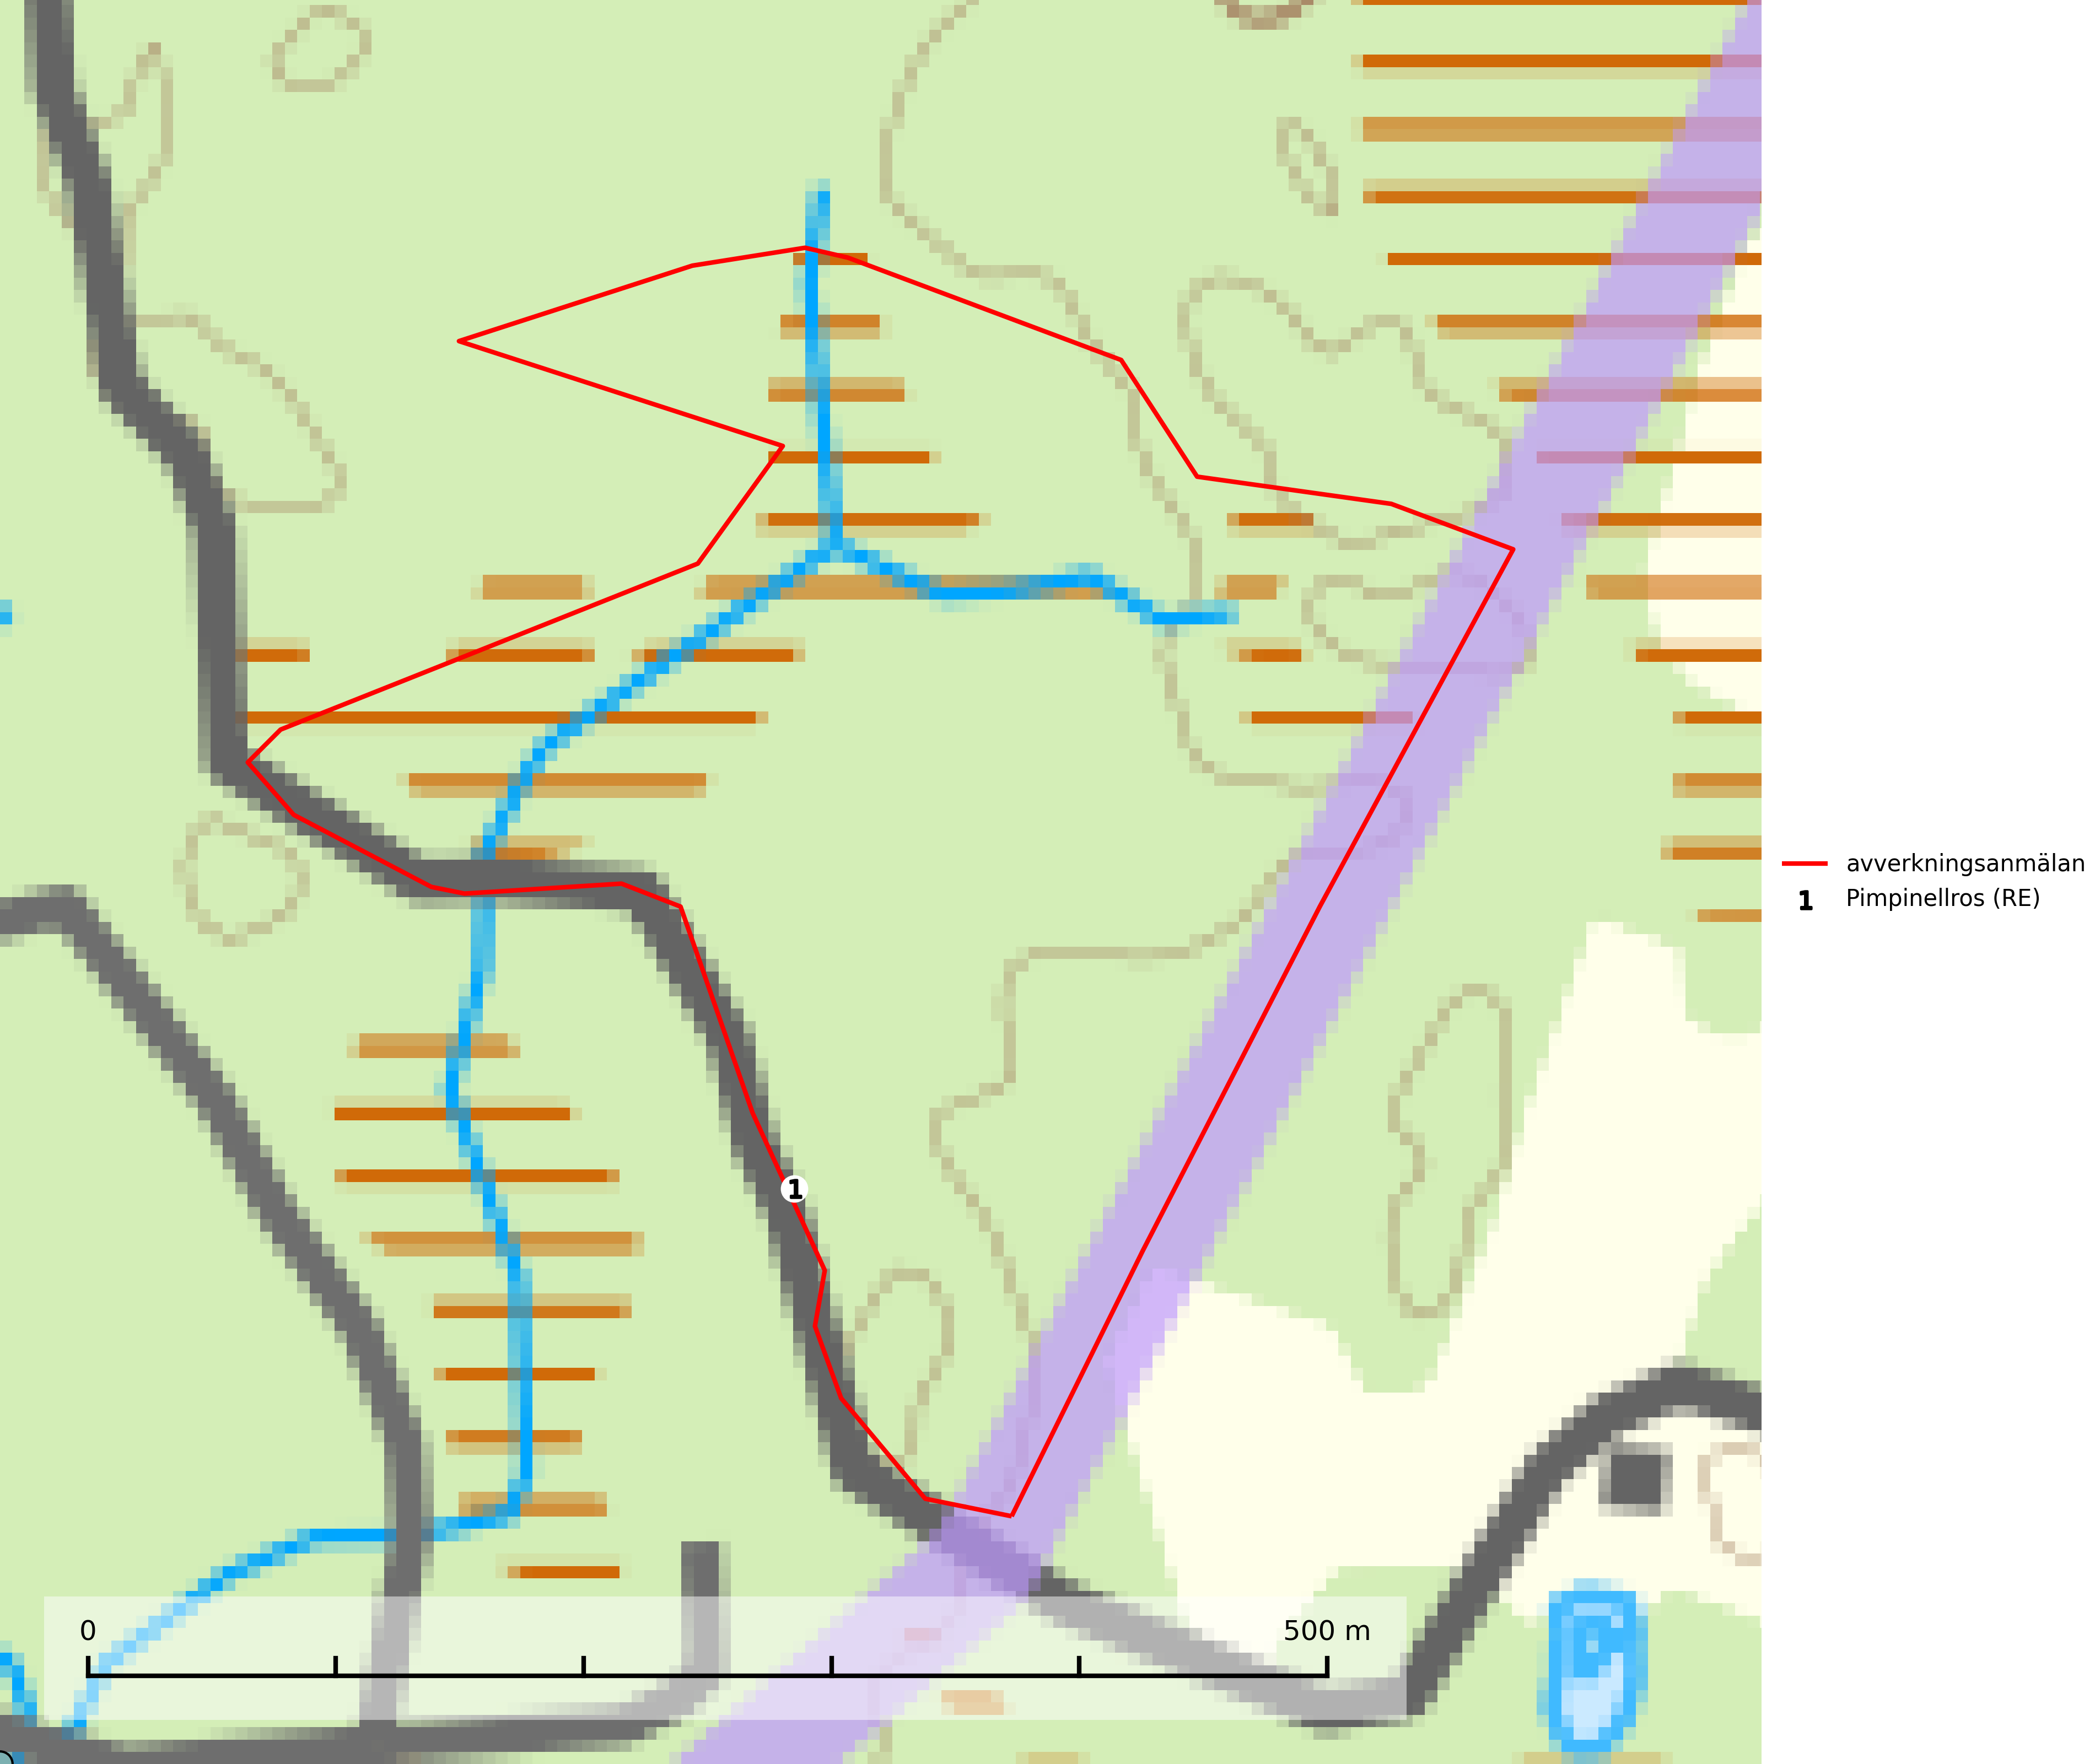 avverkningsanmälan
1 Pimpinellros (RE)
1
0 500 m